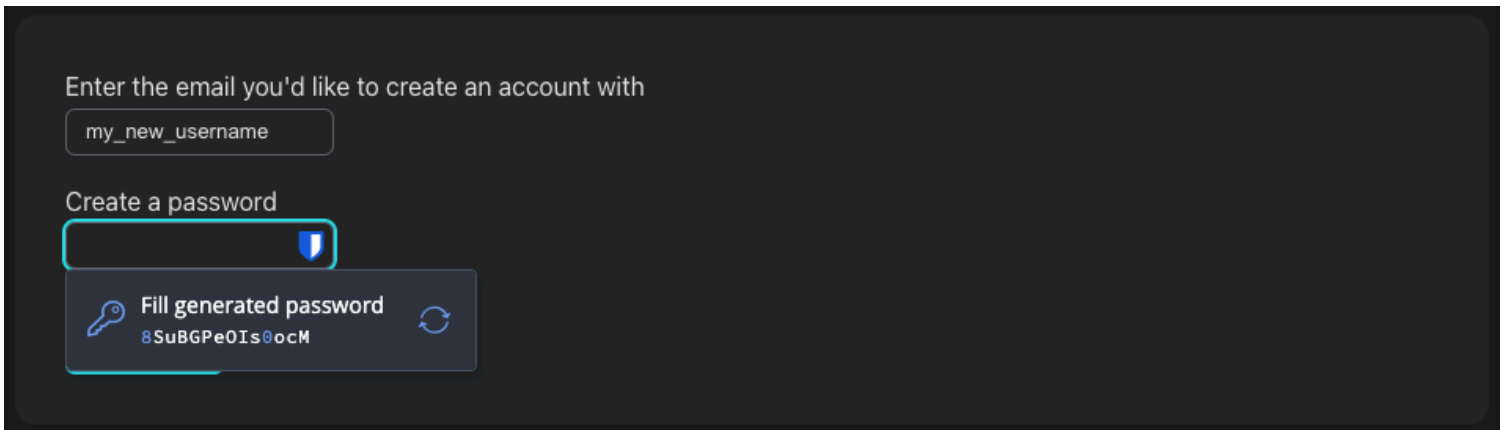 Enter the email you'd like to create an account with
my_new_username
Create a password
Fill generated password
8SuBGPeOIs0ocM